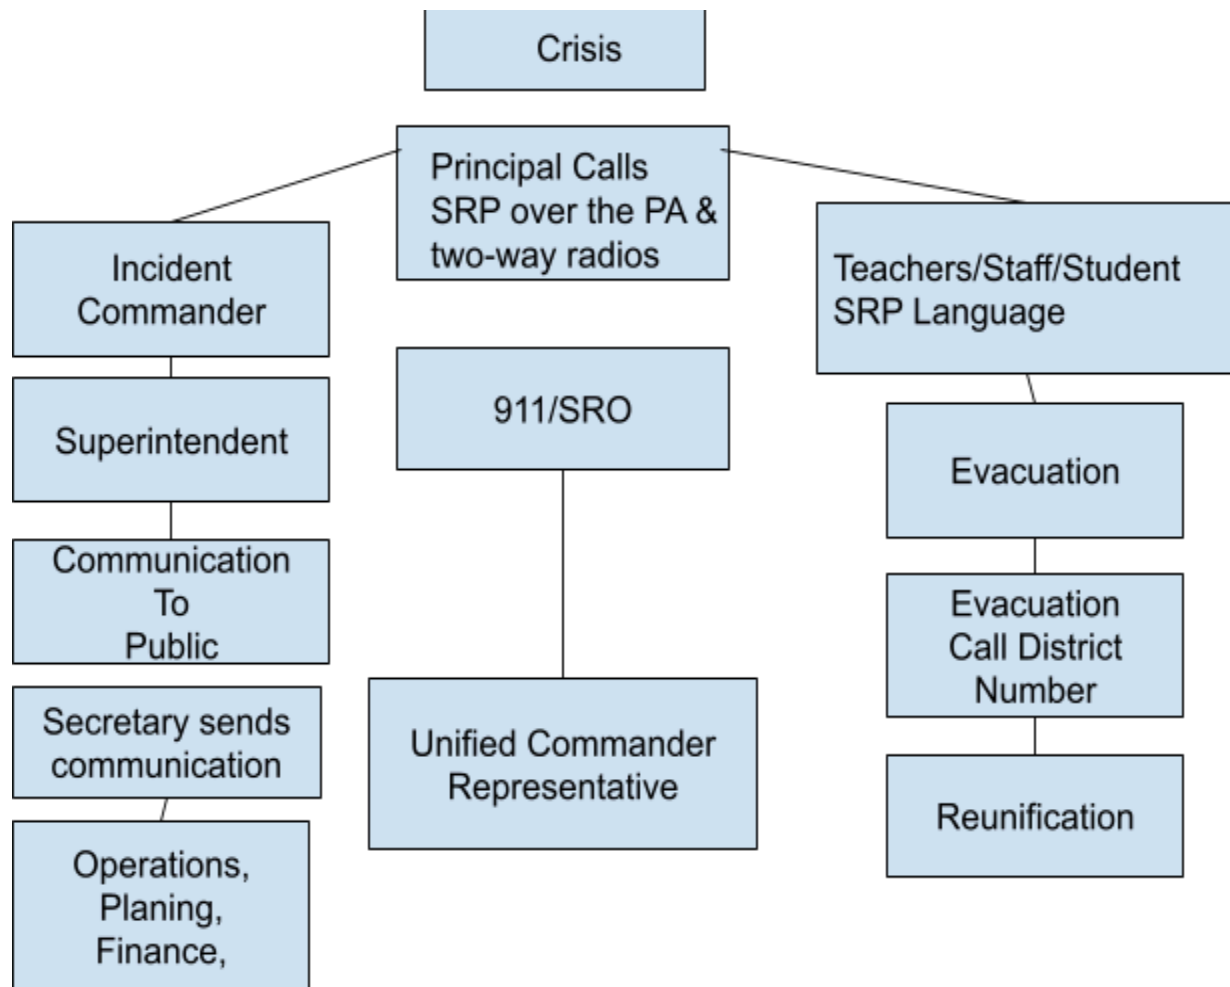 Crisis
Principal Calls
SRP over the PA &
two-way radios
Incident
Commander
Teachers/Staff/Student
SRP Language
Superintendent
911/SRO
Evacuation
Communication
To
Public
Evacuation
Call District
Number
Secretary sends
communication
Unified Commander
Representative
Reunification
Operations,
Planing,
Finance,